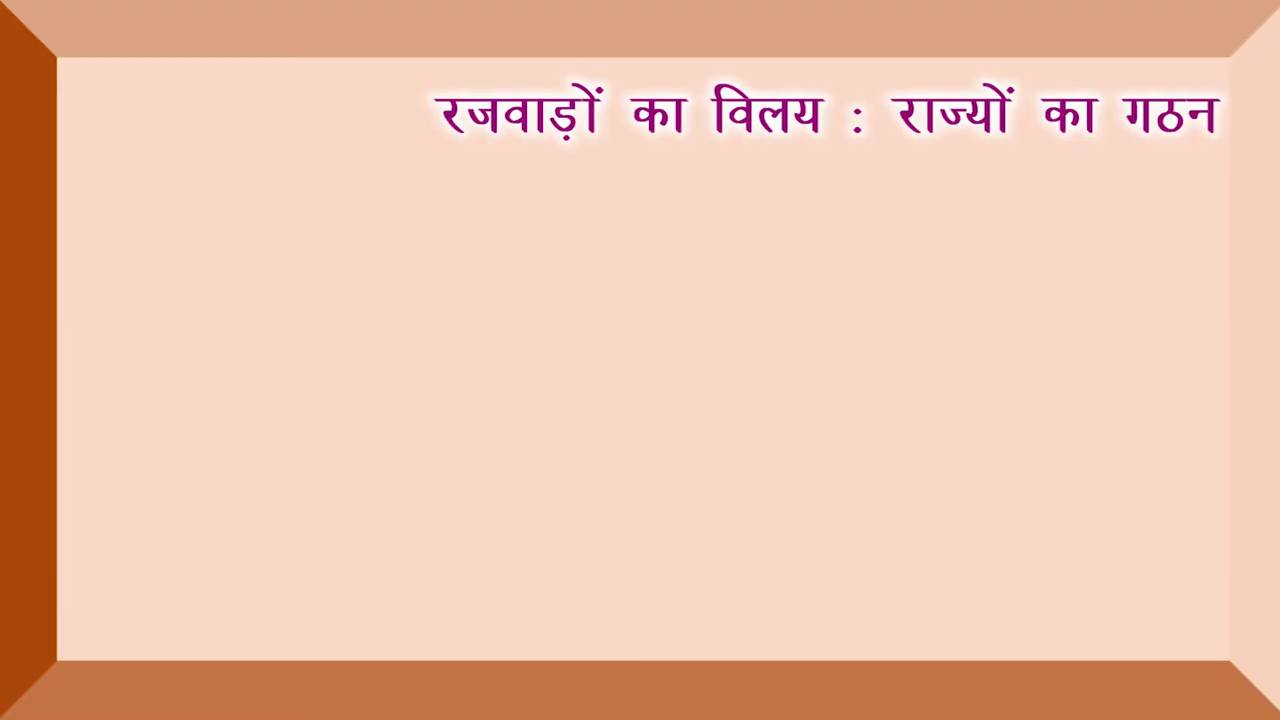 रजवाड़ों का विलय : राज्यों का गठन